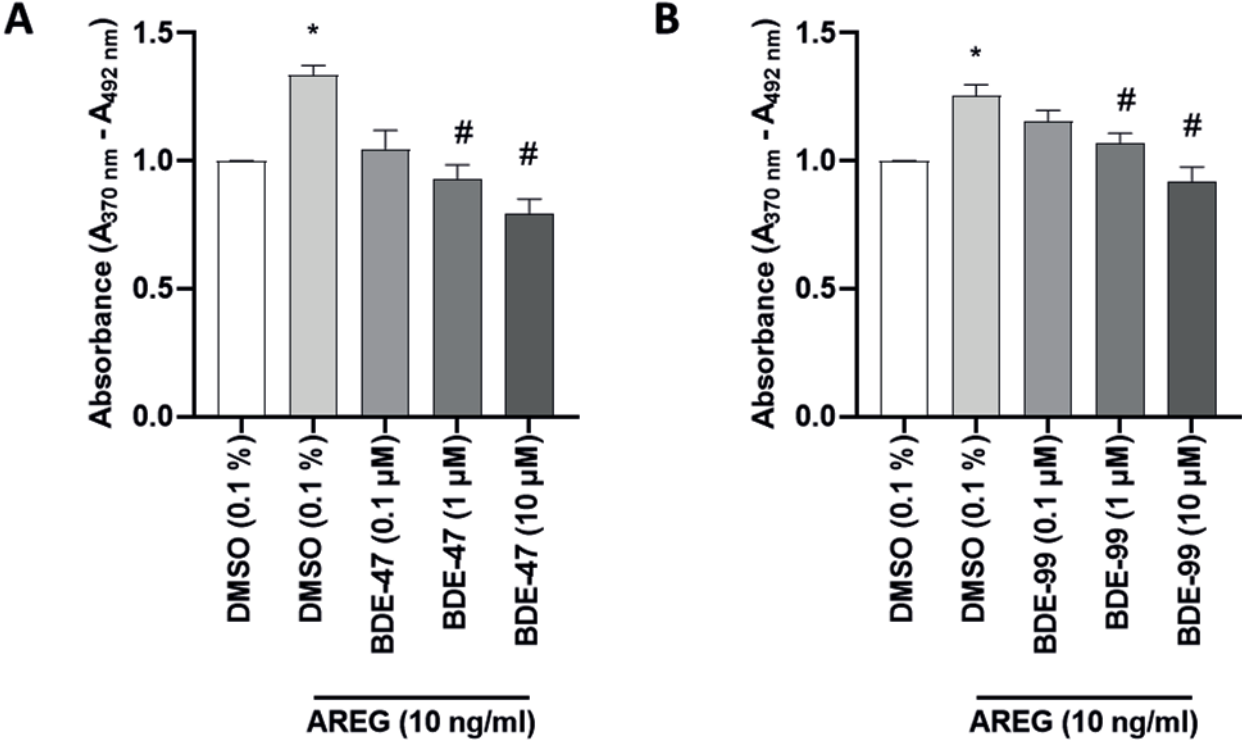 A
Absorbance (A370 nm - A492 nm)
1.5
1.0
0.5
0.0
*
#
#
DMSO (0.1 %)
DMSO (0.1 %)
BDE-47 (0.1 µM)
BDE-47 (1 µM)
BDE-47 (10 µM)
AREG (10 ng/ml)
B
Absorbance (A370 nm - A492 nm)
1.5
1.0
0.5
0.0
*
#
#
DMSO (0.1 %)
DMSO (0.1 %)
BDE-99 (0.1 µM)
BDE-99 (1 µM)
BDE-99 (10 µM)
AREG (10 ng/ml)